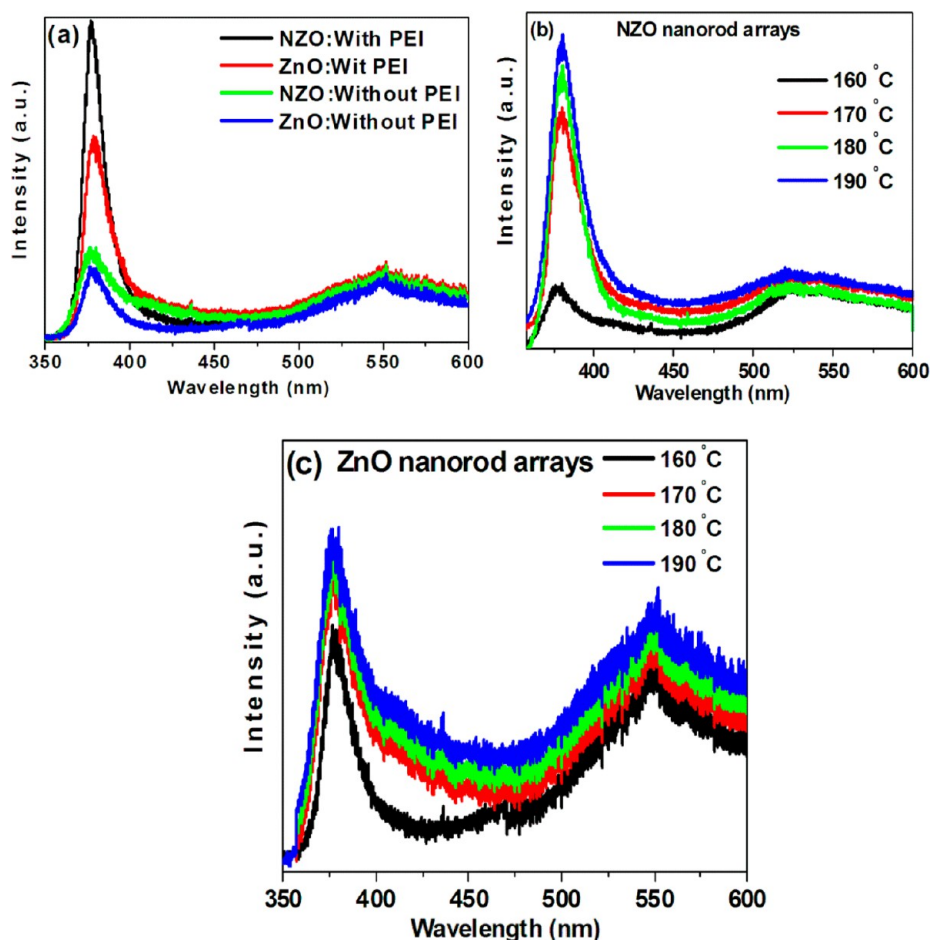 (a)
NZO:With PEI
ZnO:Wit PEI
NZO:Without PEI
ZnO:Without PEI
Intensity (a.u.)
350 400 450 500 550 600
Wavelength (nm)
(b) NZO nanorod arrays
160 °C
170 °C
180 °C
190 °C
Intensity (a.u.)
400 450 500 550 600
Wavelength (nm)
(c) ZnO nanorod arrays
160 °C
170 °C
180 °C
190 °C
Intensity (a.u.)
350 400 450 500 550 600
Wavelength (nm)